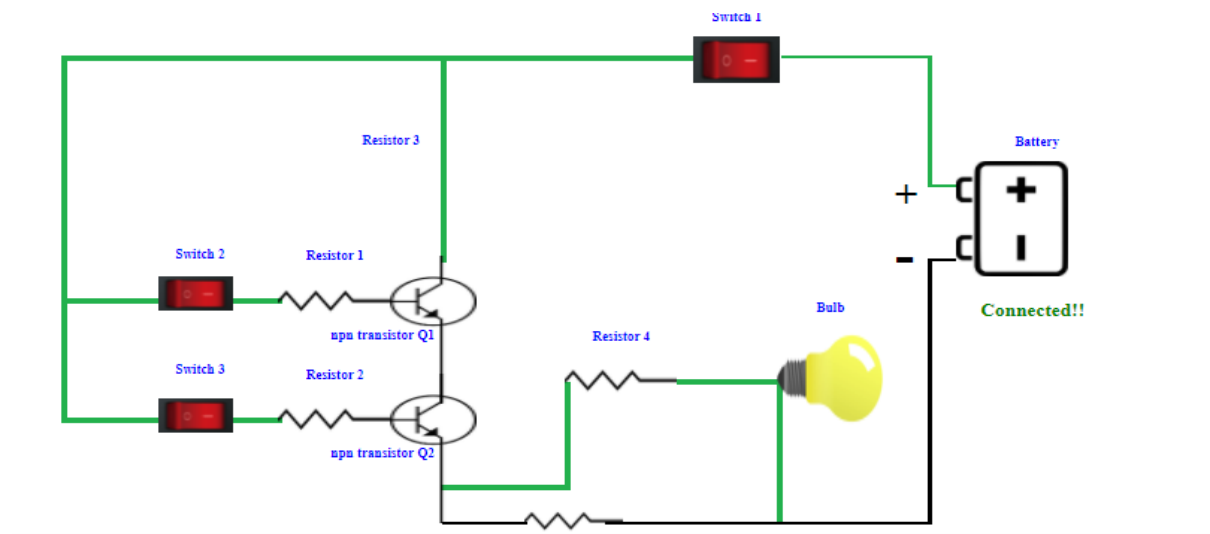 Switch 1
Resistor 3
Battery
+
+
-
-
Switch 2
Resistor 1
Connected!!
Bulb
npn transistor Q1
Resistor 4
Switch 3
Resistor 2
npn transistor Q2